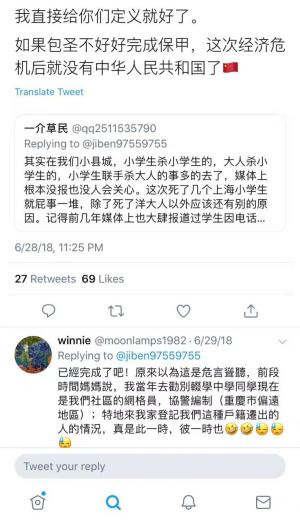 我直接给你们定义就好了。
如果包圣不好好完成保甲，这次经济危
机后就没有中华人民共和国了🇨🇳
Translate Tweet
一介草民 @qq2511535790
Replying to @jiben97559755
其实在我们小县城，小学生杀小学生的，大人杀小
学生的，小学生联手杀大人的事多的去了，媒体上
根本没报也没人会关心。这次死了几个上海小学生
就屁事一堆，除了死了洋大人以外应该还有别的原
因。记得前几年媒体上也大肆报道过学生因电话...
6/28/18, 11:25 PM
27 Retweets 69 Likes
winnie @moonlamps1982 · 6/29/18
Replying to @jiben97559755
已經完成了吧！原來以為這是危言聳聽，前段
時間媽媽說，我當年去勸別輟學中學同學現在
是我們社區的網格員，協警編制（重慶市偏遠
地區）；特地來我家登記我們這種戶籍遷出的
人的情況，真是此一時，彼一時也🤣🤣😓😓
😓
Tweet your reply